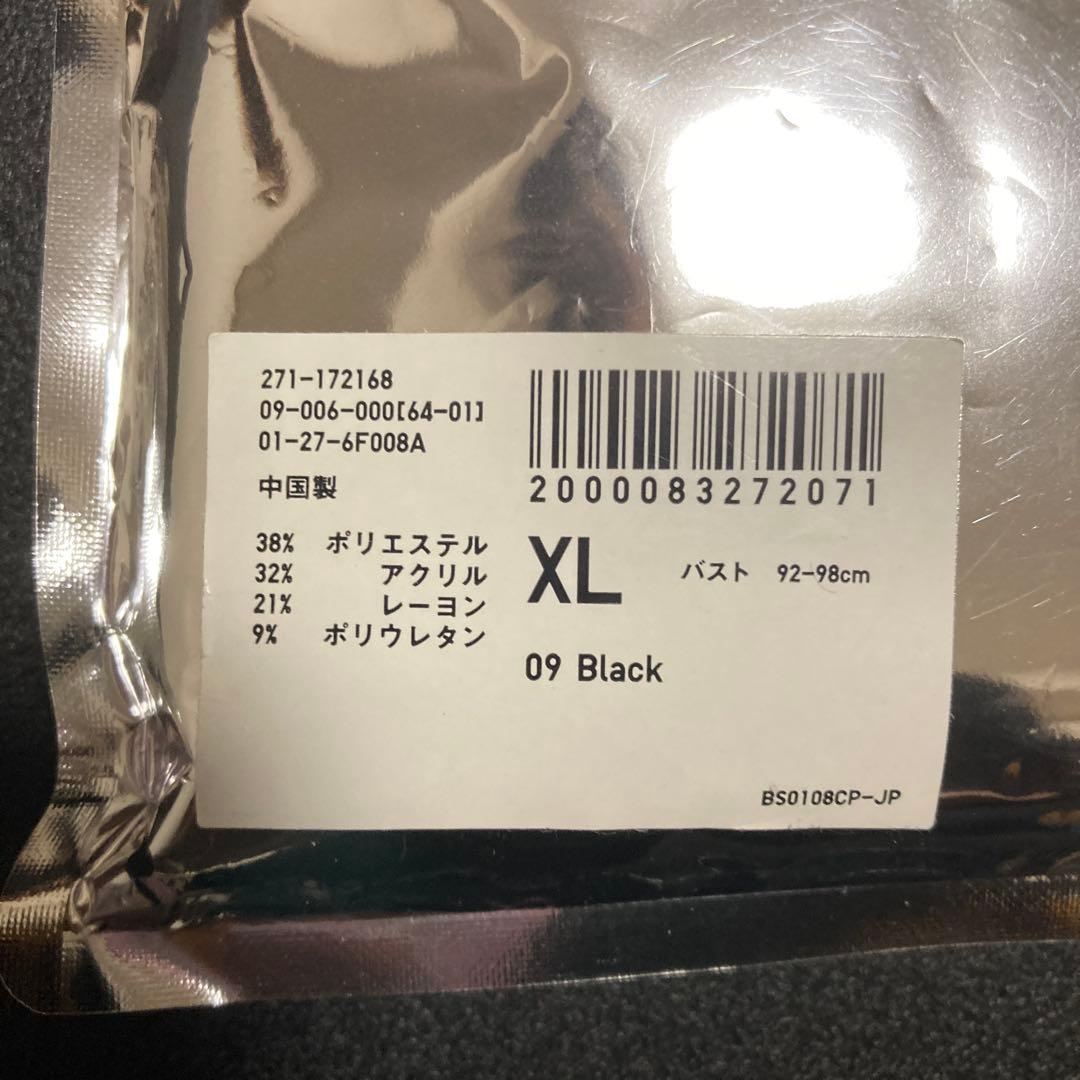 271-172168
09-006-000[64-01]
01-27-6F008A
中国製
38% ポリエステル
32% アクリル
21% レーヨン
9% ポリウレタン
2000083272071
XL バスト 92-98cm
09 Black
BS0108CP-JP